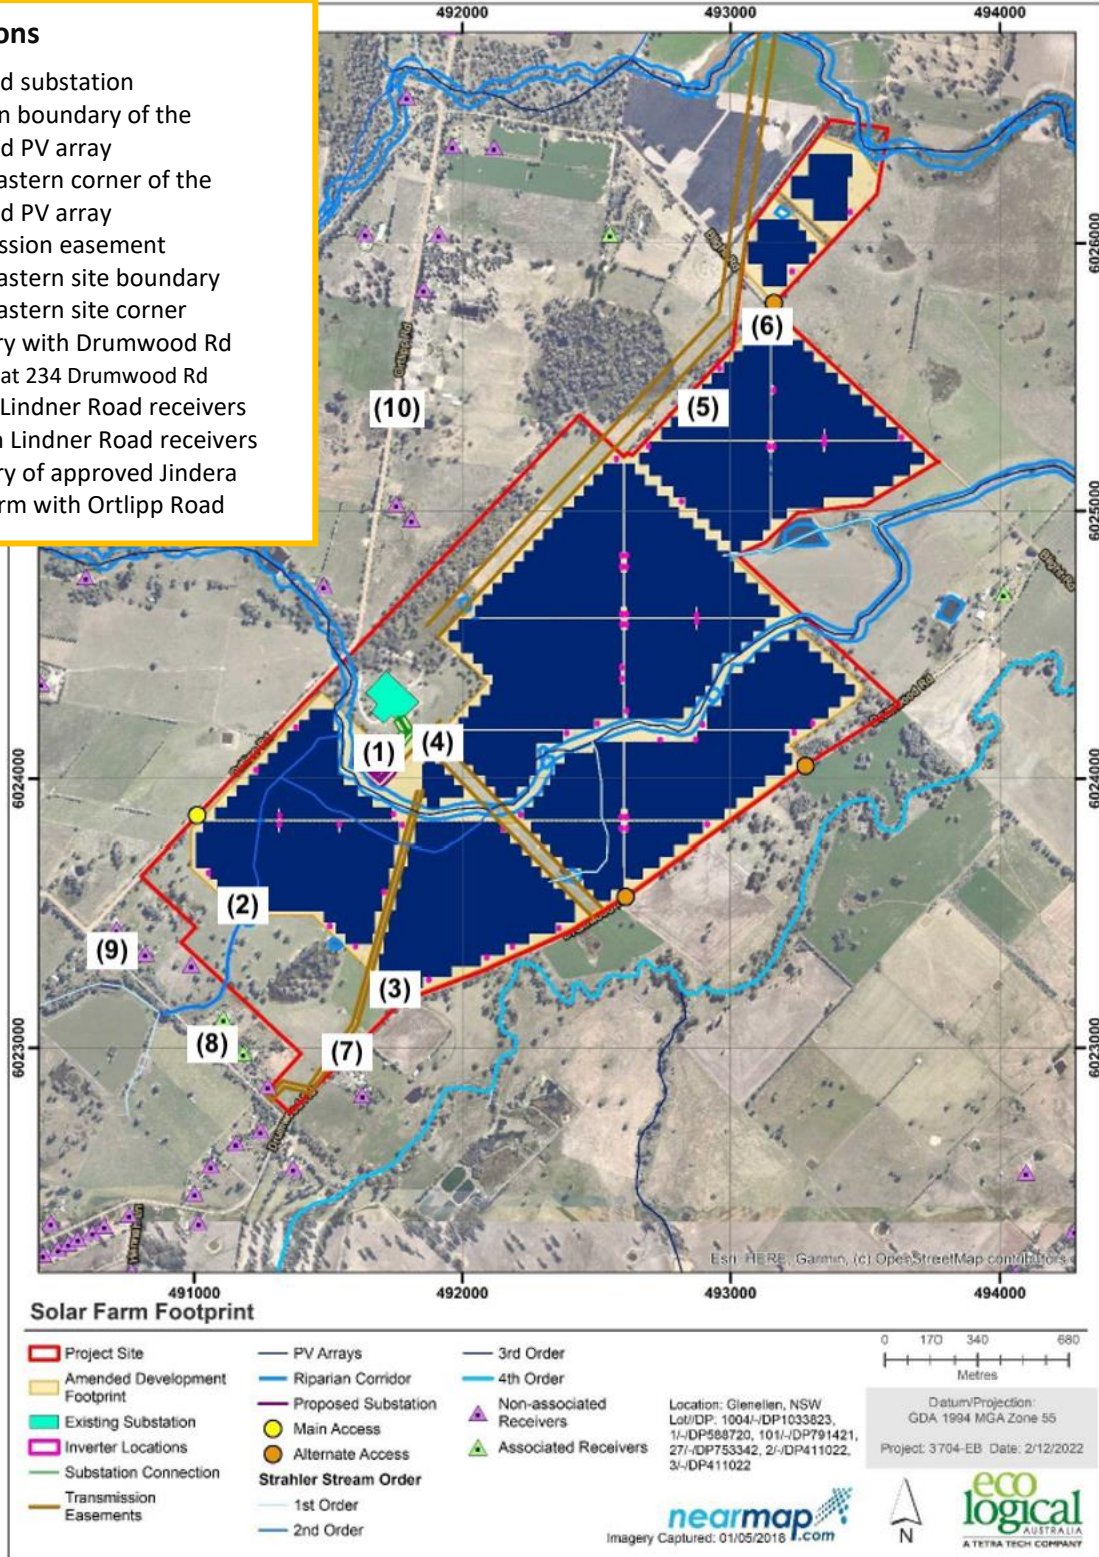 ons
d substation
n boundary of the
d PV array
astern corner of the
d PV array
ssion easement
astern site boundary
astern site corner
ry with Drumwood Rd
at 234 Drumwood Rd
Lindner Road receivers
n Lindner Road receivers
ry of approved Jindera
rm with Ortlipp Road
492000
493000
494000
6026000
6025000
6024000
6023000
6024000
6023000
Ortlipp Rd
Drumwood Rd
(6)
(5)
(10)
(4)
(1)
(2)
(9)
(3)
(8)
(7)
Esri, HERE, Garmin, (c) OpenStreetMap contributors
491000
492000
493000
494000
Solar Farm Footprint
Project Site
Amended Development
Footprint
Existing Substation
Inverter Locations
Substation Connection
Transmission
Easements
PV Arrays
Riparian Corridor
Proposed Substation
Main Access
Alternate Access
Strahler Stream Order
1st Order
2nd Order
3rd Order
4th Order
Non-associated
Receivers
Associated Receivers
Location: Glenellen, NSW
Lot//DP: 1004/-/DP1033823,
1/-/DP588720, 101/-/DP791421,
27/-/DP753342, 2/-/DP411022,
3/-/DP411022
0 170 340 680
Metres
Datum/Projection:
GDA 1994 MGA Zone 55
Project: 3704-EB Date: 2/12/2022
nearmap.com
Imagery Captured: 01/05/2018
N
eco
logical
AUSTRALIA
A TETRA TECH COMPANY